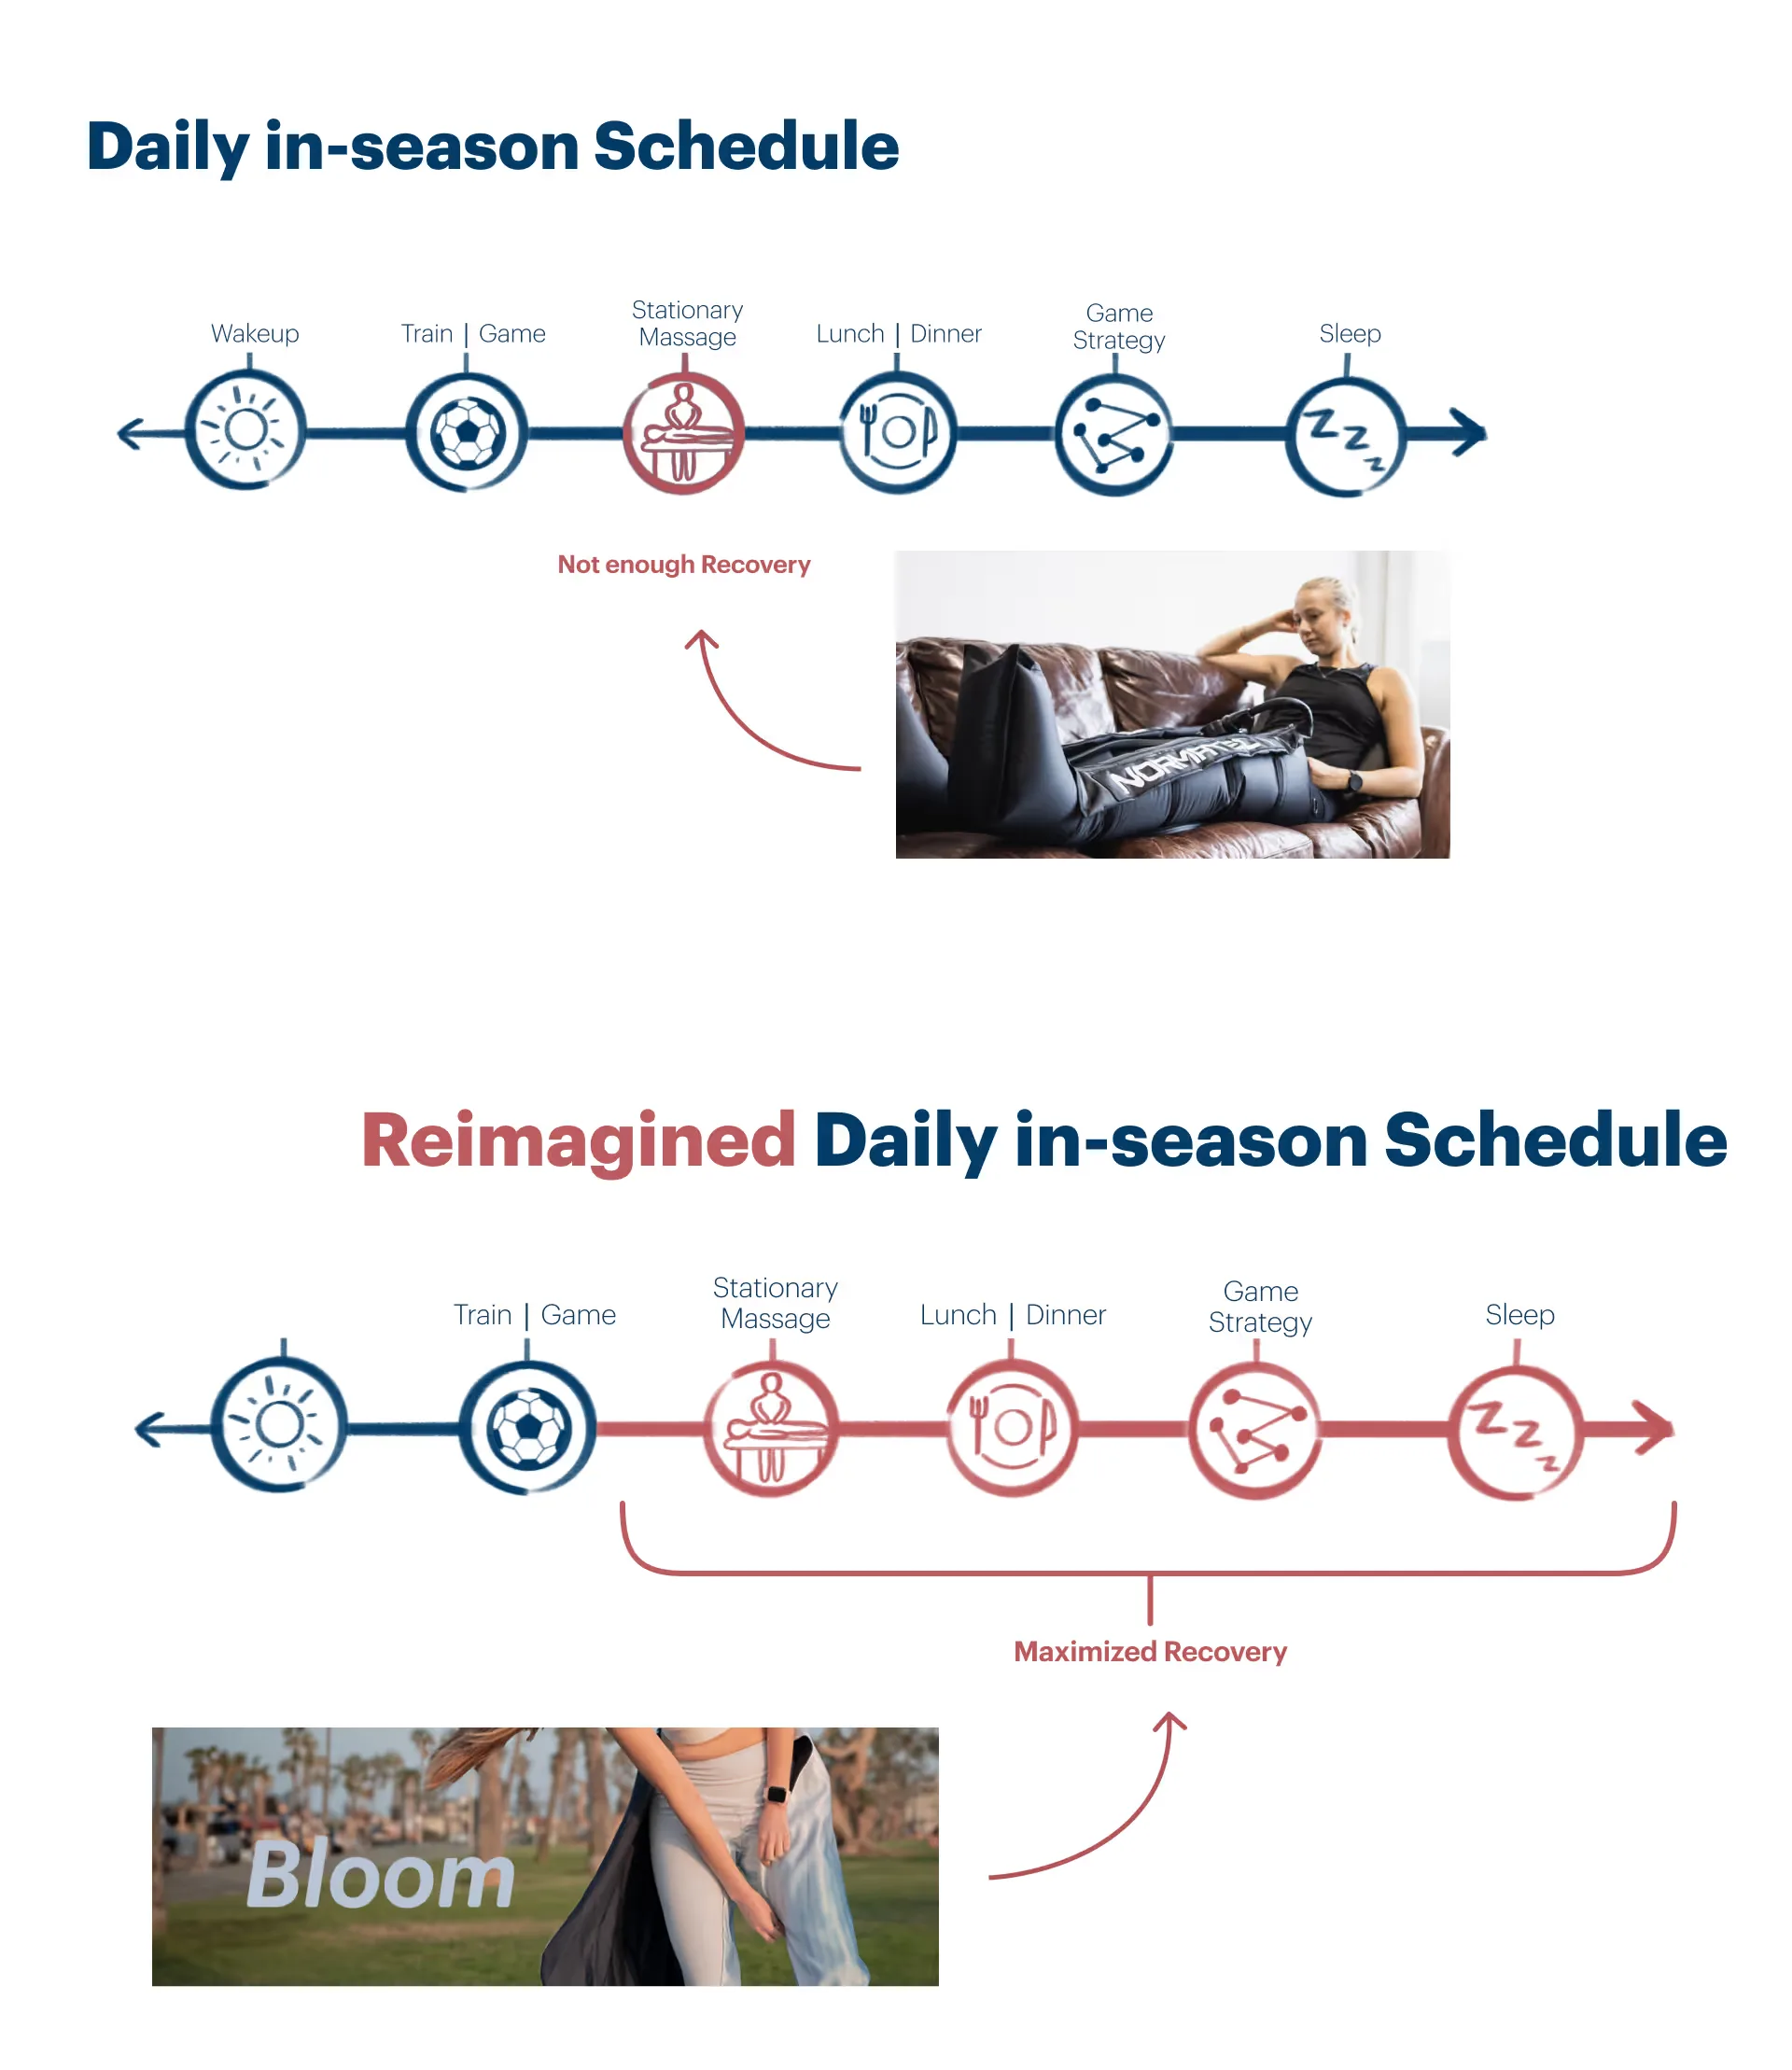 Daily in-season Schedule
Wakeup
Train | Game
Stationary
Massage
Lunch | Dinner
Game
Strategy
Sleep
Z Z Z
Not enough Recovery
NORMATEC
Reimagined Daily in-season Schedule
Train | Game
Stationary
Massage
Lunch | Dinner
Game
Strategy
Sleep
Z Z Z
Maximized Recovery
Bloom